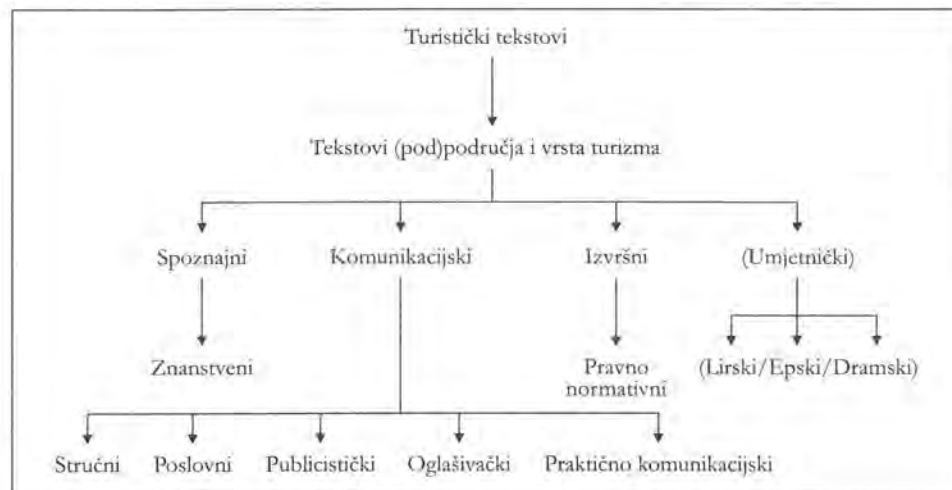 Turistički tekstovi
Tekstovi (pod)područja i vrsta turizma
Spoznajni Komunikacijski Izvršni (Umjetnički)
Znanstveni Pravno (Lirski/Epski/Dramski)
normativni
Stručni Poslovni Publicistički Oglašivački Praktično komunikacijski